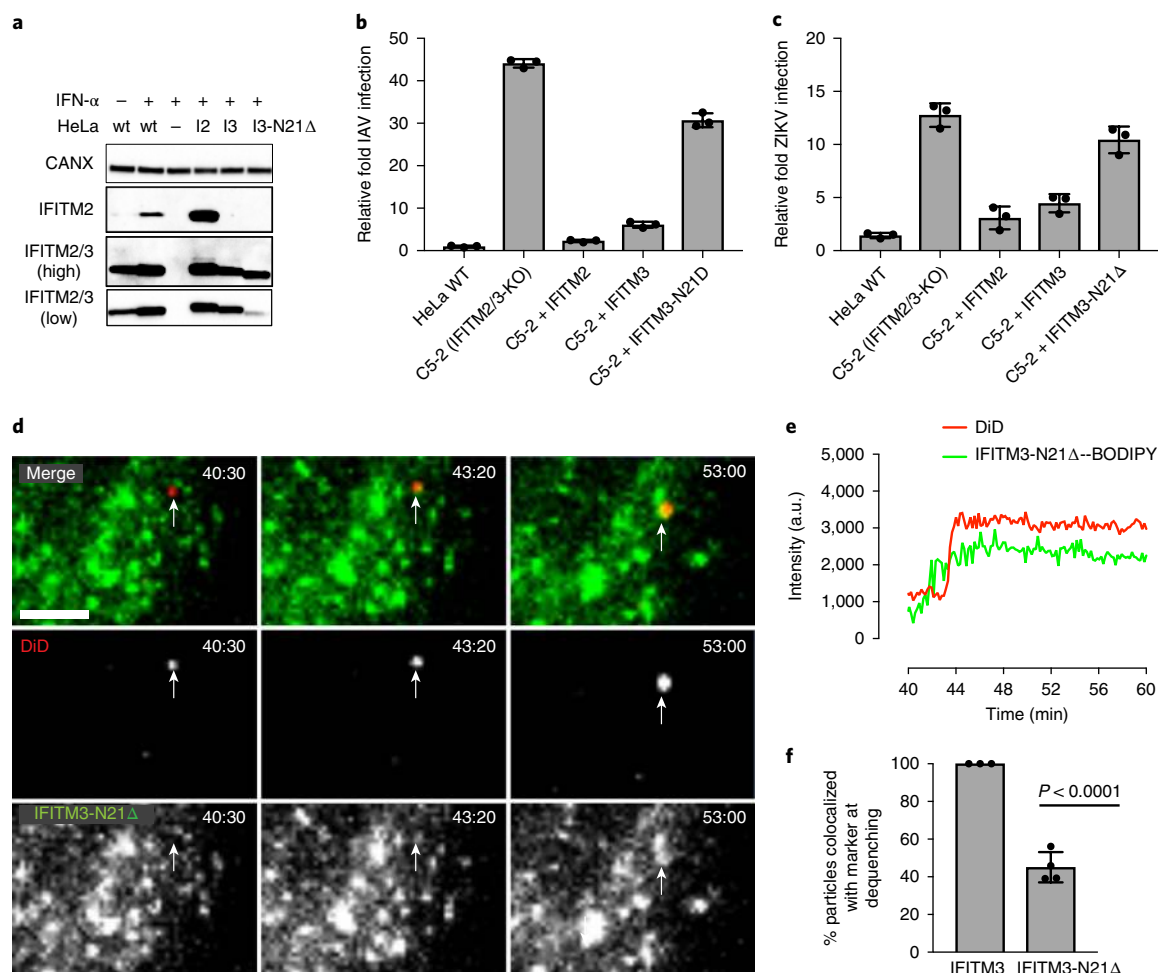 a
IFN-α – + + + + +
HeLa wt wt – I2 I3 I3-N21Δ
CANX
IFITM2
IFITM2/3
(high)
IFITM2/3
(low)
b
Relative fold IAV infection
50
40
30
20
10
0
HeLa WT
C5-2 (IFITM2/3-KO)
C5-2 + IFITM2
C5-2 + IFITM3
C5-2 + IFITM3-N21D
c
Relative fold ZIKV infection
20
15
10
5
0
HeLa WT
C5-2 (IFITM2/3-KO)
C5-2 + IFITM2
C5-2 + IFITM3
C5-2 + IFITM3-N21Δ
d
Merge 40:30 43:20 53:00
DiD 40:30 43:20 53:00
IFITM3-N21Δ 40:30 43:20 53:00
e
DiD
IFITM3-N21Δ--BODIPY
Intensity (a.u.)
5,000
4,000
3,000
2,000
1,000
0
40 44 48 52 56 60
Time (min)
f
% particles colocalized
with marker at
dequenching
100
80
60
40
20
0
P < 0.0001
IFITM3 IFITM3-N21Δ